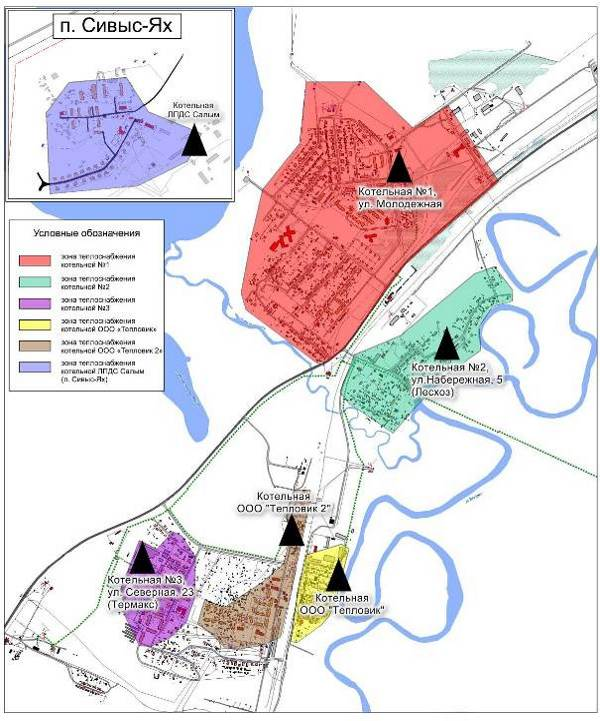 п. Сивыс-Ях
Котельная
ЛПДС Салым
Условные обозначения
зона теплоснабжения
котельной №1
зона теплоснабжения
котельной №2
зона теплоснабжения
котельной №3
зона теплоснабжения
котельной ООО «Тепловик»
зона теплоснабжения
котельной ООО «Тепловик 2»
зона теплоснабжения
котельной ЛПДС Салым
(п. Сивыс-Ях)
Котельная №1,
ул. Молодежная
Котельная №2,
ул.Набережная, 5
(Лесхоз)
Котельная
ООО "Тепловик 2"
Котельная №3,
ул. Северная, 23
(Термакс)
Котельная
ООО "Тепловик"